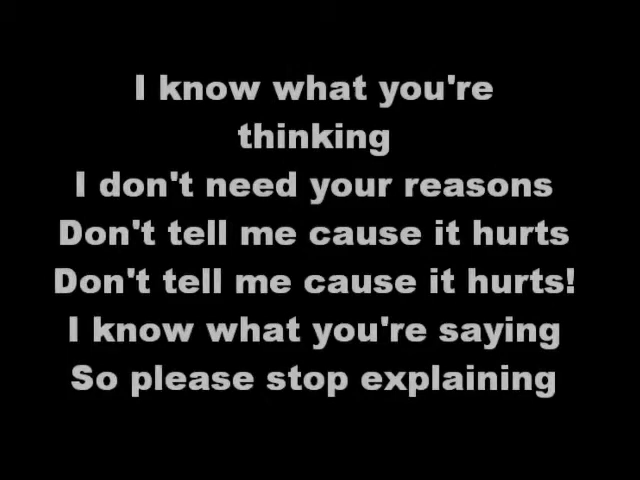 I know what you're
thinking
I don't need your reasons
Don't tell me cause it hurts
Don't tell me cause it hurts!
I know what you're saying
So please stop explaining